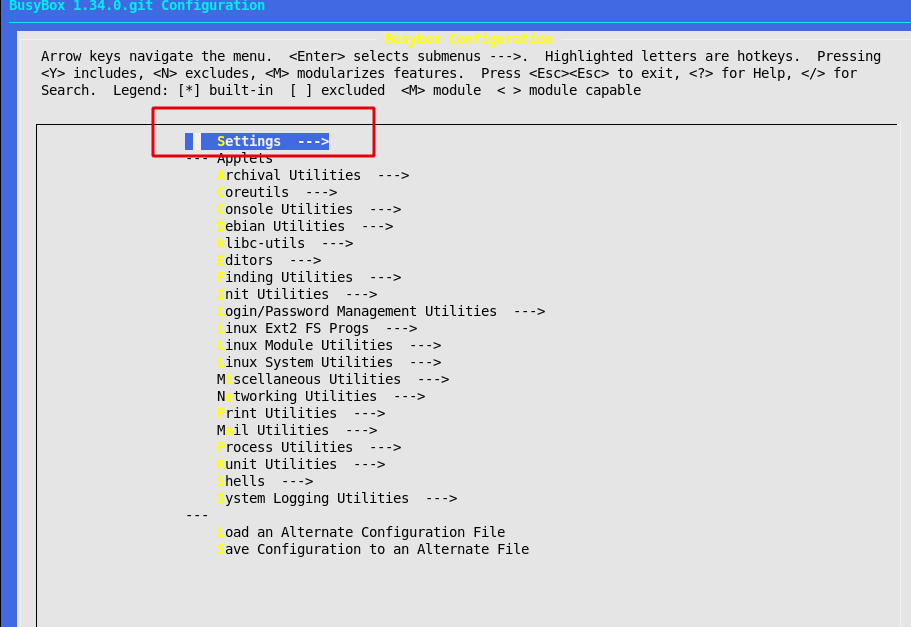 BusyBox 1.34.0.git Configuration
Busybox Configuration
Arrow keys navigate the menu.  <Enter> selects submenus --->.  Highlighted letters are hotkeys.  Pressing
<Y> includes, <N> excludes, <M> modularizes features.  Press <Esc><Esc> to exit, <?> for Help, </> for
Search.  Legend: [*] built-in  [ ] excluded  <M> module  < > module capable
Settings  --->
--- Applets
Archival Utilities  --->
Coreutils  --->
Console Utilities  --->
Debian Utilities  --->
klibc-utils  --->
Editors  --->
Finding Utilities  --->
Init Utilities  --->
Login/Password Management Utilities  --->
Linux Ext2 FS Progs  --->
Linux Module Utilities  --->
Linux System Utilities  --->
Miscellaneous Utilities  --->
Networking Utilities  --->
Print Utilities  --->
Mail Utilities  --->
Process Utilities  --->
Runit Utilities  --->
Shells  --->
System Logging Utilities  --->
---
Load an Alternate Configuration File
Save Configuration to an Alternate File